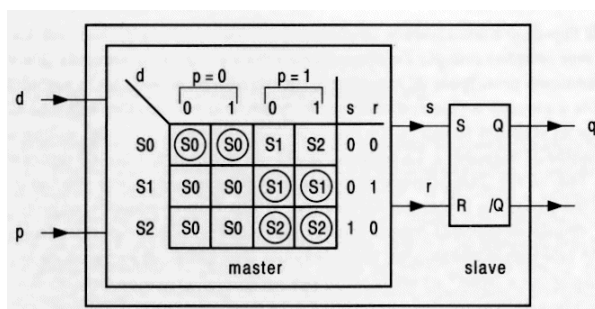 d p = 0 p = 1
d 0 1 0 1 s r s S Q q
S0 S0 S0 S1 S2 0 0
S1 S0 S0 S1 S1 0 1 r R /Q
p S2 S0 S0 S2 S2 1 0
master slave